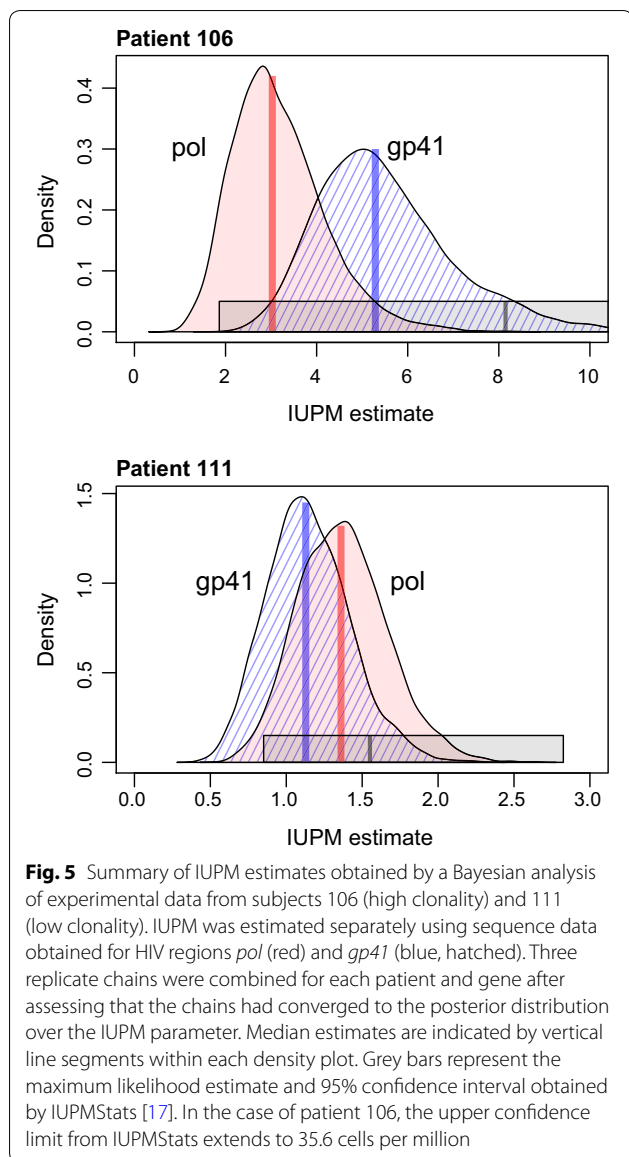 Patient 106
pol
gp41
Density
0.0 0.1 0.2 0.3 0.4
0 2 4 6 8 10
IUPM estimate
Patient 111
gp41
pol
Density
0.0 0.5 1.0 1.5
0.0 0.5 1.0 1.5 2.0 2.5 3.0
IUPM estimate
Fig. 5 Summary of IUPM estimates obtained by a Bayesian analysis
of experimental data from subjects 106 (high clonality) and 111
(low clonality). IUPM was estimated separately using sequence data
obtained for HIV regions pol (red) and gp41 (blue, hatched). Three
replicate chains were combined for each patient and gene after
assessing that the chains had converged to the posterior distribution
over the IUPM parameter. Median estimates are indicated by vertical
line segments within each density plot. Grey bars represent the
maximum likelihood estimate and 95% confidence interval obtained
by IUPMStats [17]. In the case of patient 106, the upper confidence
limit from IUPMStats extends to 35.6 cells per million